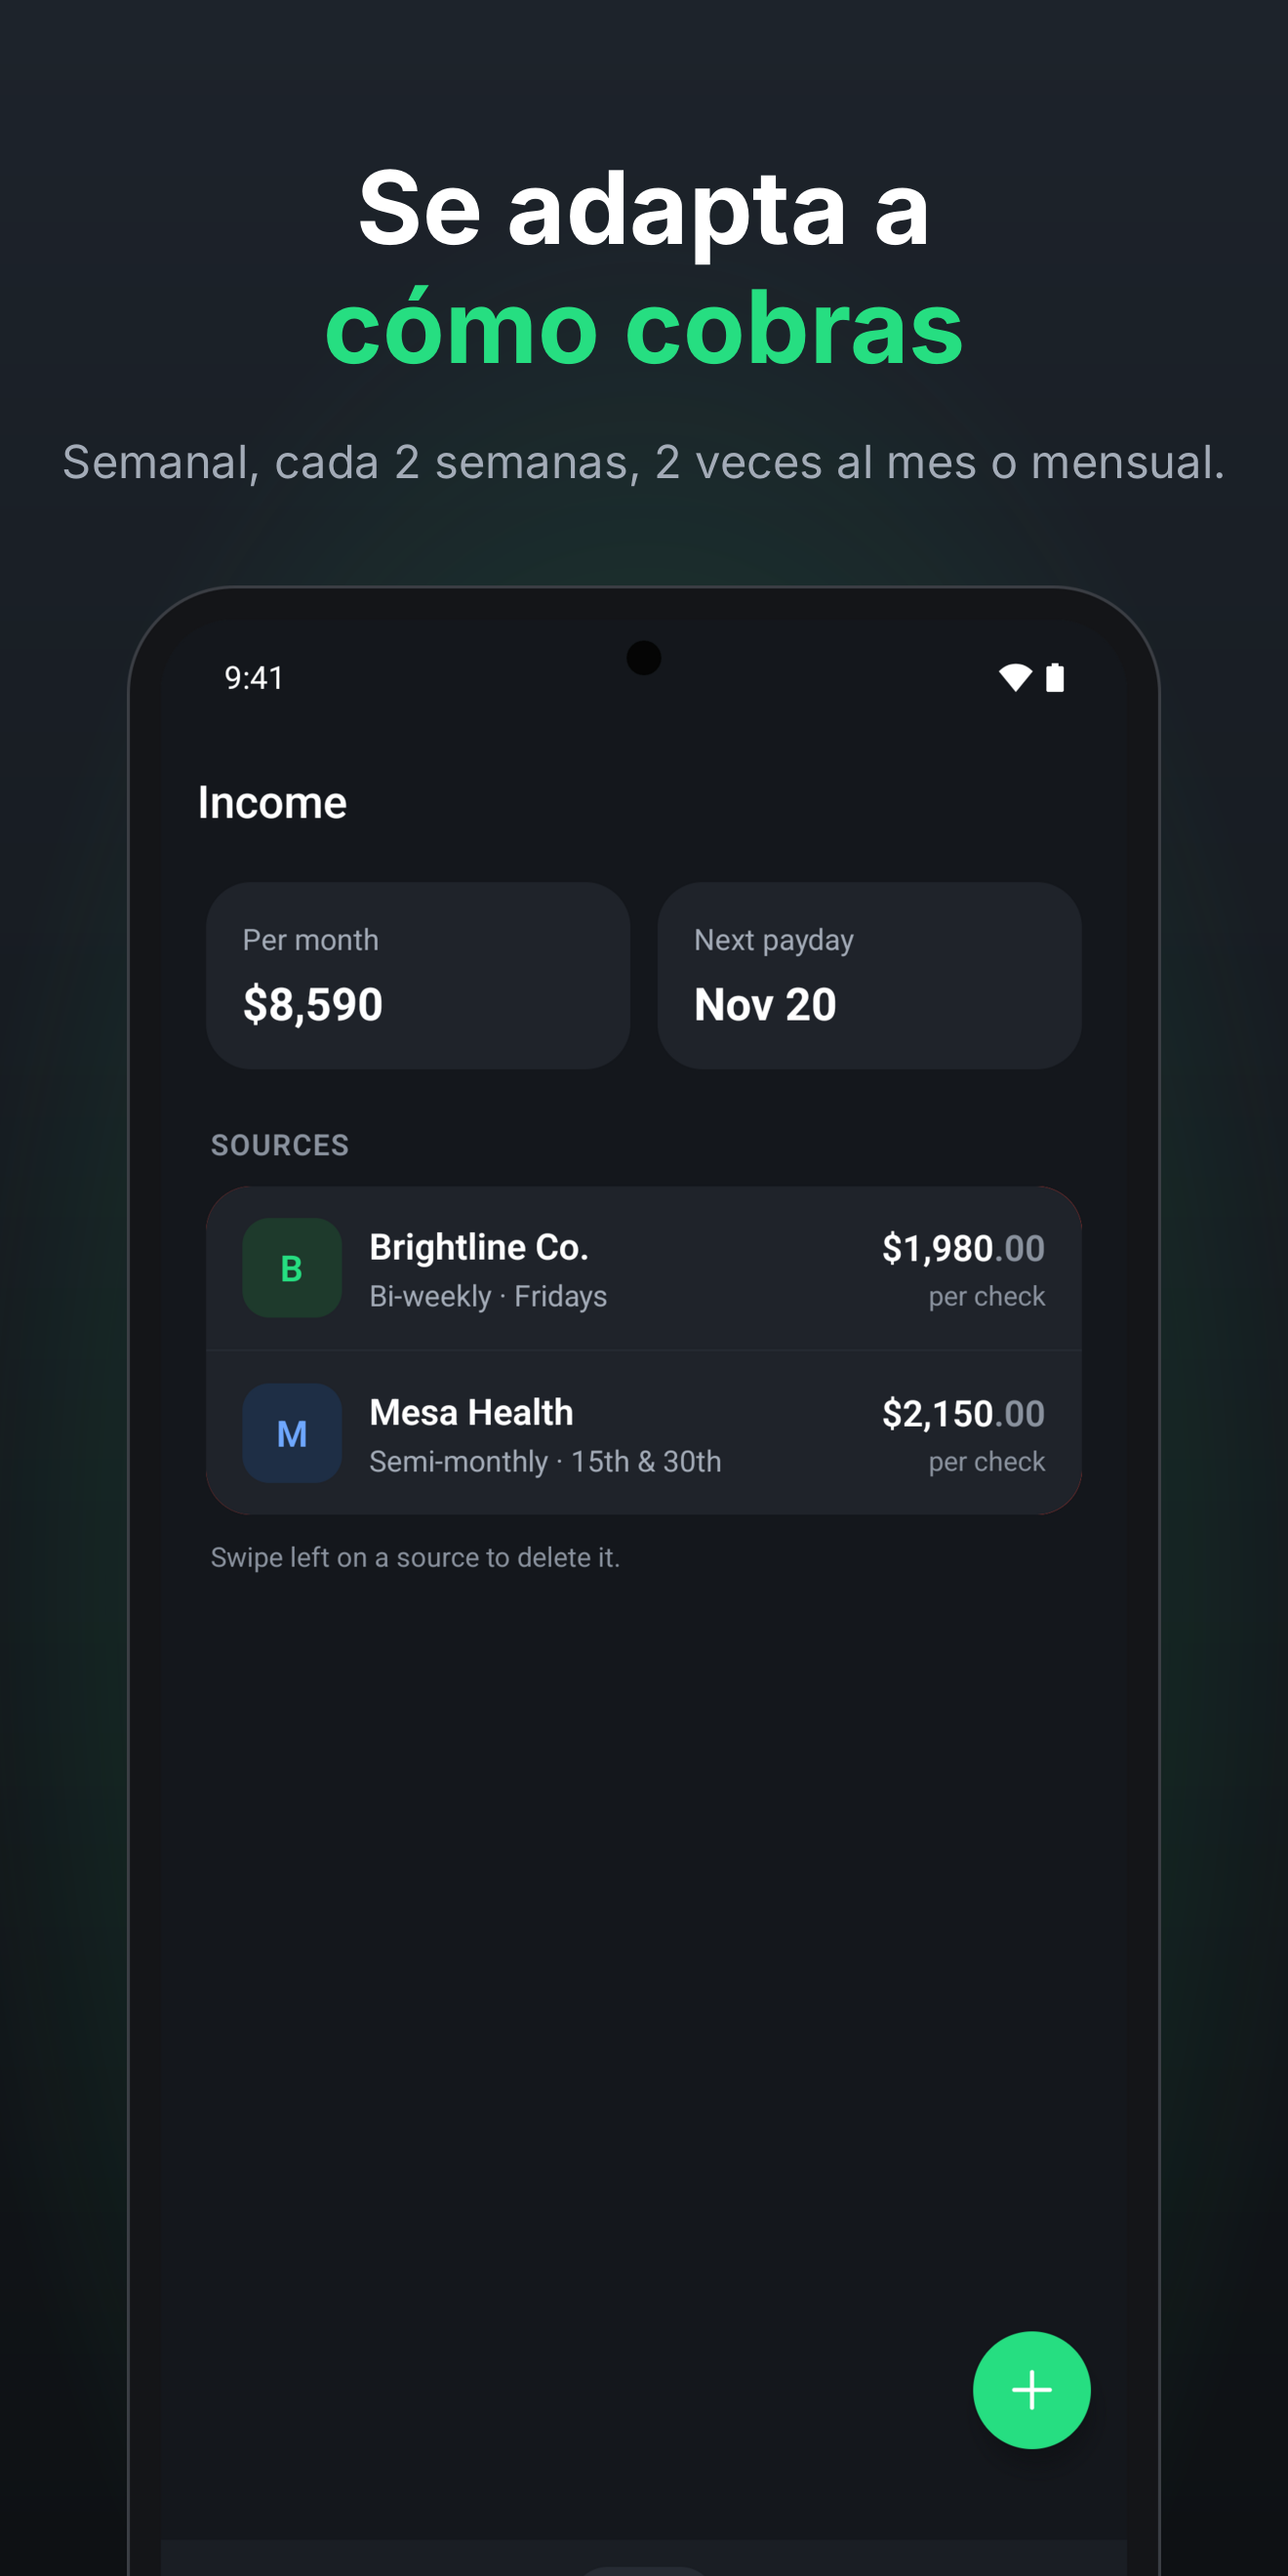 Se adapta a
cómo cobras
Semanal, cada 2 semanas, 2 veces al mes o mensual.
9:41
Income
Per month
$8,590
Next payday
Nov 20
SOURCES
B
Brightline Co.
Bi-weekly · Fridays
$1,980.00
per check
M
Mesa Health
Semi-monthly · 15th & 30th
$2,150.00
per check
Swipe left on a source to delete it.